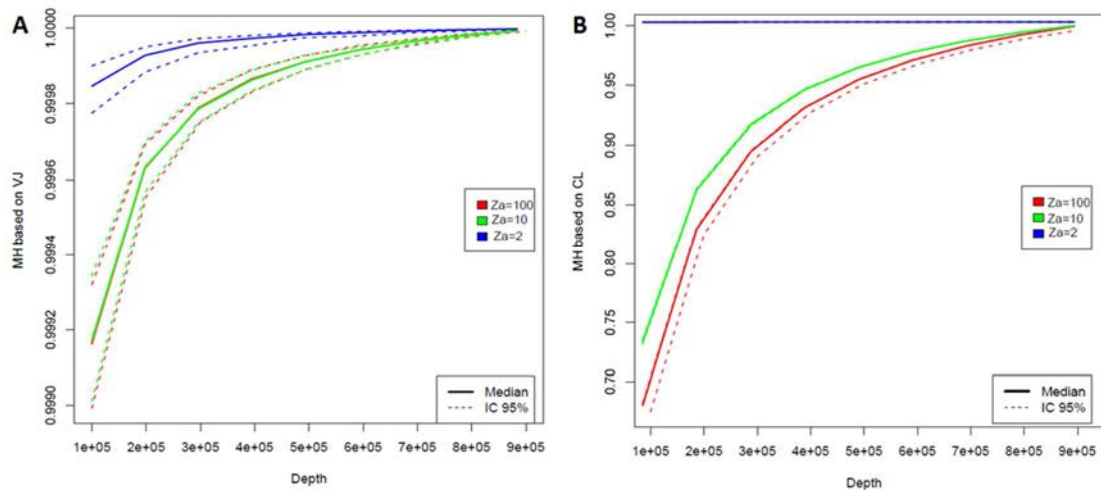 A
MH based on VJ
1.0000
0.9998
0.9996
0.9994
0.9992
0.9990
Za=100
Za=10
Za=2
Median
IC 95%
1e+05 2e+05 3e+05 4e+05 5e+05 6e+05 7e+05 8e+05 9e+05
Depth
B
MH based on CL
1.00
0.95
0.90
0.85
0.80
0.75
0.70
Za=100
Za=10
Za=2
Median
IC 95%
1e+05 2e+05 3e+05 4e+05 5e+05 6e+05 7e+05 8e+05 9e+05
Depth